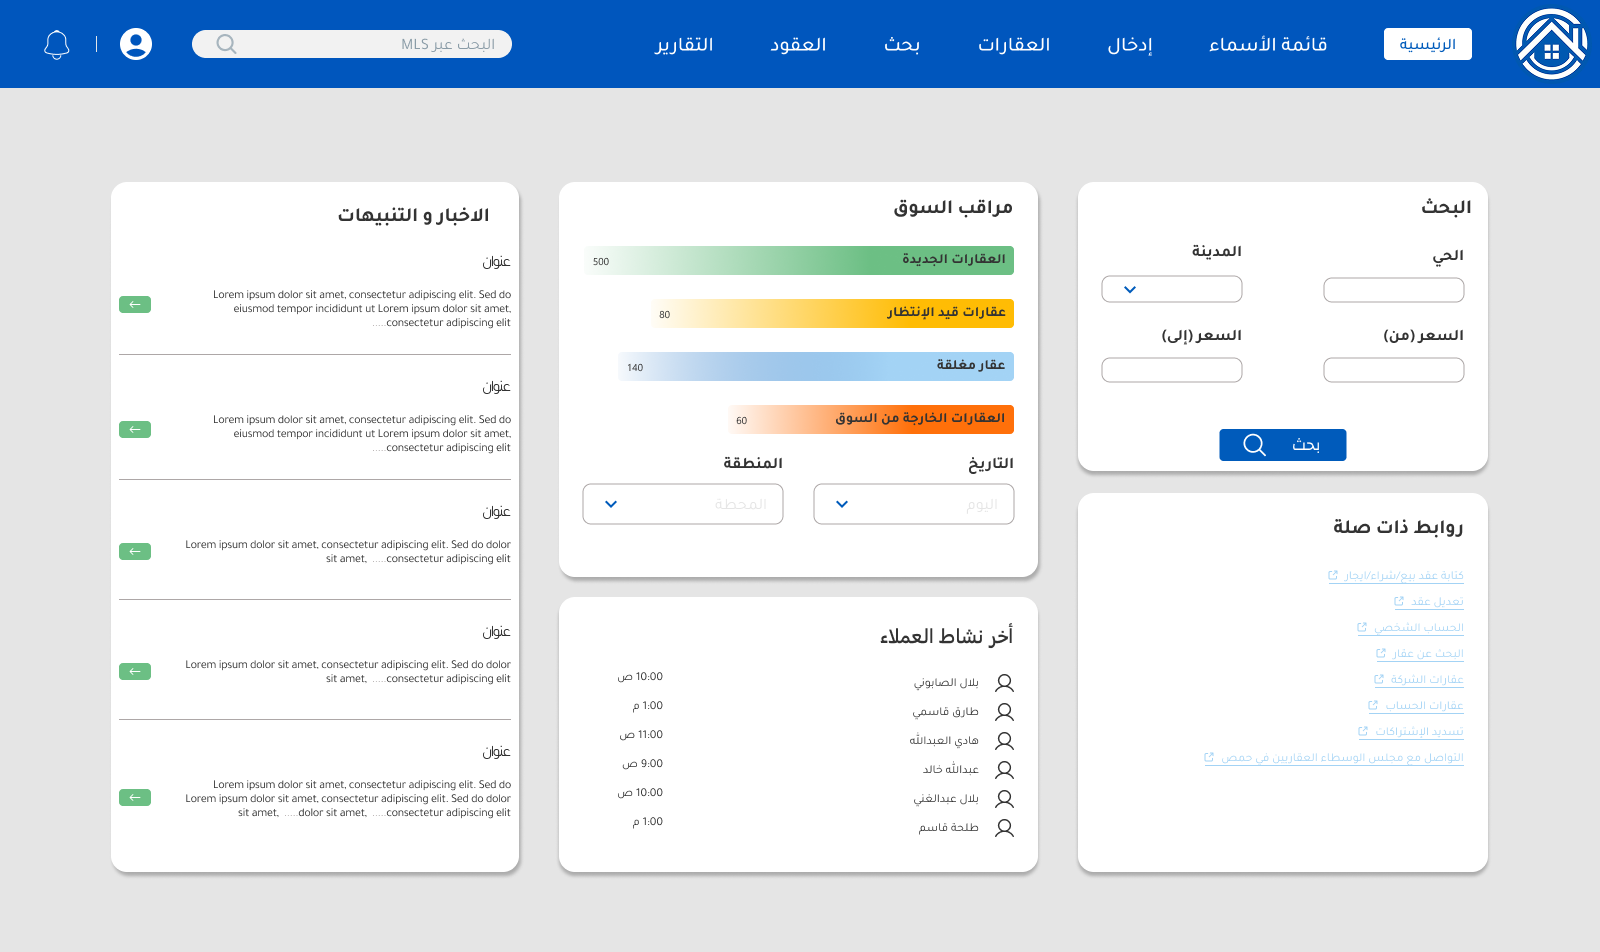 الرئيسية
قائمة الأسماء
إدخال
العقارات
بحث
العقود
التقارير
البحث عبر MLS
البحث
الحي
المدينة
السعر (من)
السعر (إلى)
بحث
روابط ذات صلة
كتابة عقد بيع/شراء/ايجار
تعديل عقد
الحساب الشخصي
البحث عن عقار
عقارات الشركة
عقارات الحساب
تسديد الإشتراكات
التواصل مع مجلس الوسطاء العقاريين في حمص
مراقب السوق
العقارات الجديدة 500
عقارات قيد الإنتظار 80
عقار مغلقة 140
العقارات الخارجة من السوق 60
التاريخ
المنطقة
اليوم
المحطة
أخر نشاط العملاء
بلال الصابوني 10:00 ص
طارق قاسمي 1:00 م
هادي العبدالله 11:00 ص
عبدالله خالد 9:00 ص
بلال عبدالغني 10:00 ص
طلحة قاسم 1:00 م
الاخبار و التنبيهات
عنوان
Lorem ipsum dolor sit amet, consectetur adipiscing elit. Sed do
eiusmod tempor incididunt ut Lorem ipsum dolor sit amet,
.....consectetur adipiscing elit
عنوان
Lorem ipsum dolor sit amet, consectetur adipiscing elit. Sed do
eiusmod tempor incididunt ut Lorem ipsum dolor sit amet,
.....consectetur adipiscing elit
عنوان
Lorem ipsum dolor sit amet, consectetur adipiscing elit. Sed do dolor
sit amet, .....consectetur adipiscing elit
عنوان
Lorem ipsum dolor sit amet, consectetur adipiscing elit. Sed do dolor
sit amet, .....consectetur adipiscing elit
عنوان
Lorem ipsum dolor sit amet, consectetur adipiscing elit. Sed do
Lorem ipsum dolor sit amet, consectetur adipiscing elit. Sed do dolor
sit amet, .....dolor sit amet, .....consectetur adipiscing elit